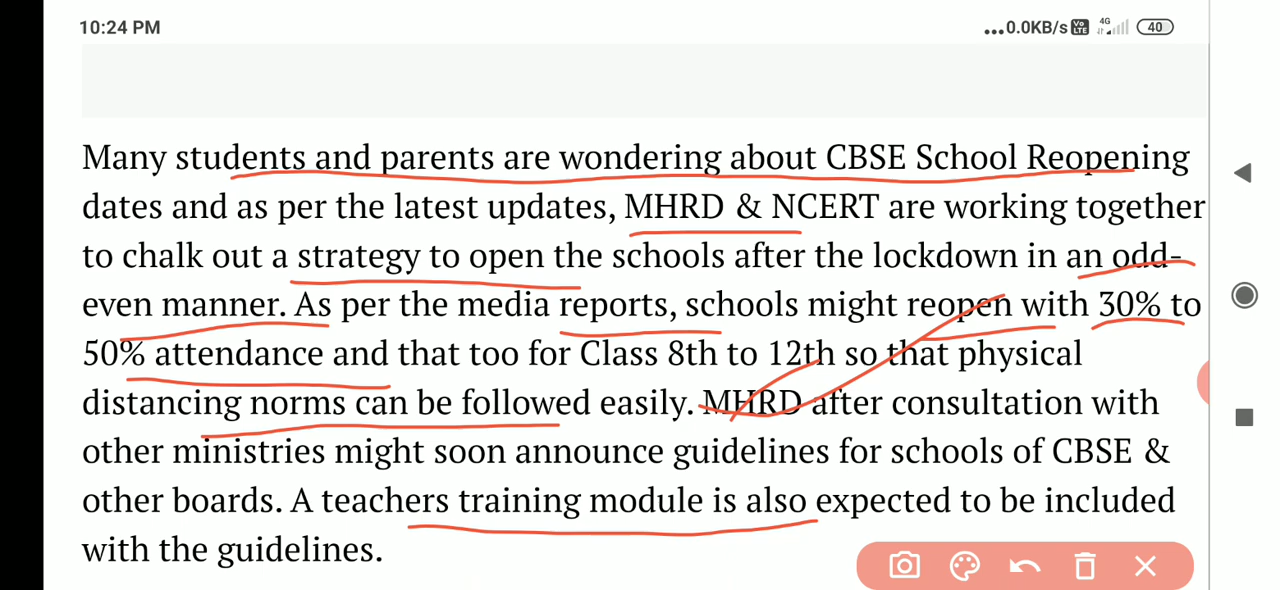 10:24 PM ...0.0KB/s Vo LTE 4G 40
Many students and parents are wondering about CBSE School Reopening
dates and as per the latest updates, MHRD & NCERT are working together
to chalk out a strategy to open the schools after the lockdown in an odd-
even manner. As per the media reports, schools might reopen with 30% to
50% attendance and that too for Class 8th to 12th so that physical
distancing norms can be followed easily. MHRD after consultation with
other ministries might soon announce guidelines for schools of CBSE &
other boards. A teachers training module is also expected to be included
with the guidelines.